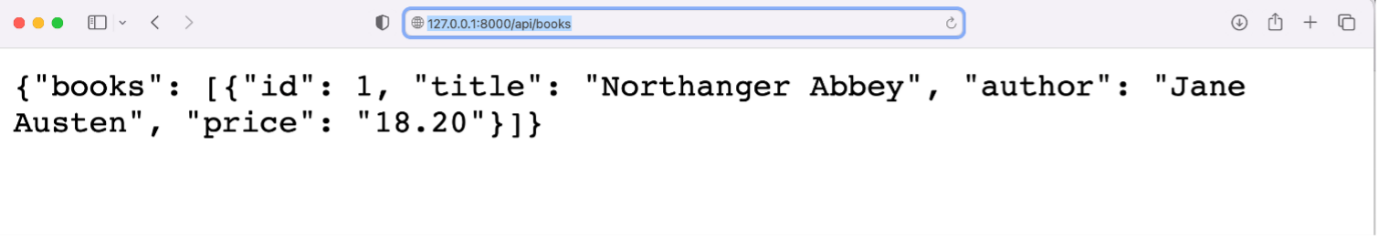 127.0.0.1:8000/api/books
{"books": [{"id": 1, "title": "Northanger Abbey", "author": "Jane
Austen", "price": "18.20"}]}